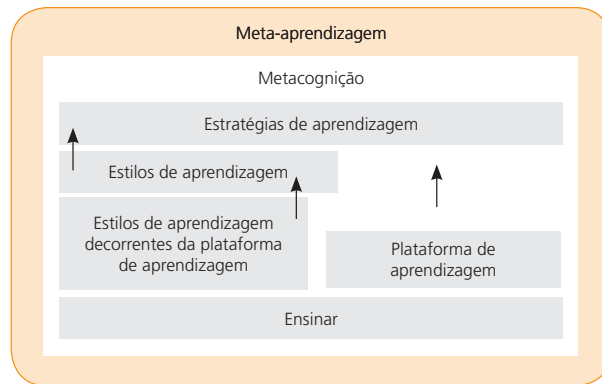 Meta-aprendizagem
Metacognição
Estratégias de aprendizagem
Estilos de aprendizagem
Estilos de aprendizagem
decorrentes da plataforma
de aprendizagem
Plataforma de
aprendizagem
Ensinar